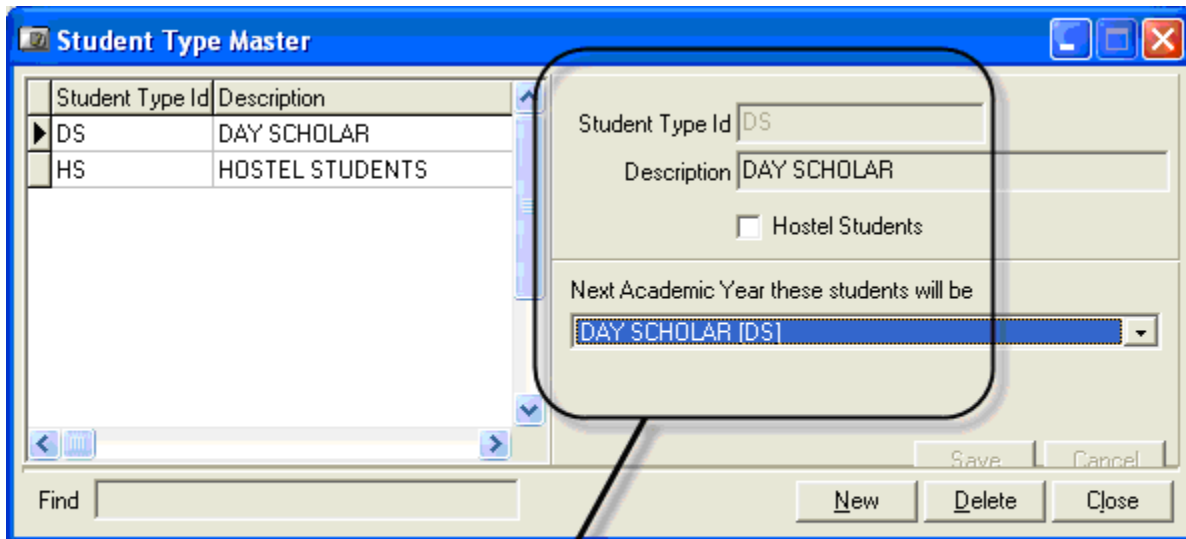 Student Type Master
Student Type Id Description
DS DAY SCHOLAR
HS HOSTEL STUDENTS
Student Type Id DS
Description DAY SCHOLAR
Hostel Students
Next Academic Year these students will be
DAY SCHOLAR [DS]
Save Cancel
Find
New Delete Close